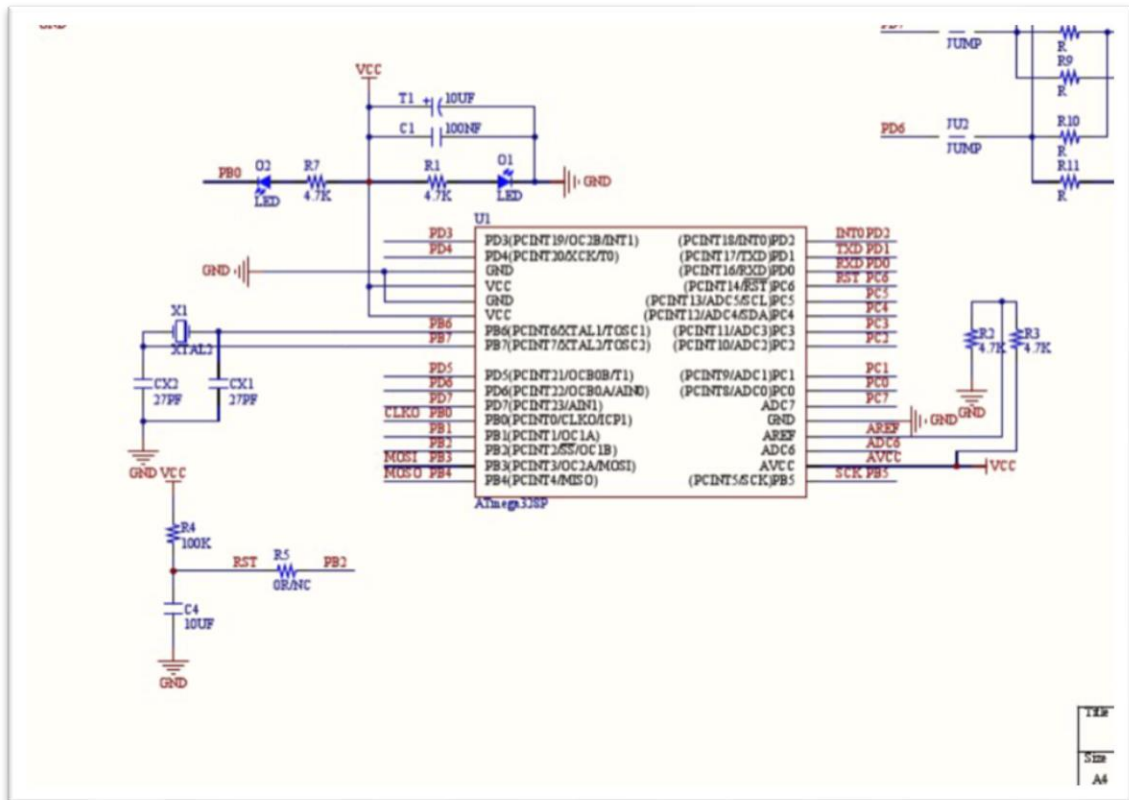 GND
JUMP
R
R9
R
VCC
T1 + 10UF
C1 100NF
PD6 JU2 R10
JUMP R
R11
R
PB0 O2 R7 R1 O1 GND
LED 4.7K 4.7K LED
U1
PD3 PD3(PCINT19/OC2B/INT1) (PCINT18/INT0)PD2 INT0 PD2
PD4 PD4(PCINT20/XCK/T0) (PCINT17/TXD)PD1 TXD PD1
GND GND (PCINT16/RXD)PD0 RXD PD0
VCC (PCINT14/RST)PC6 RST PC6
GND (PCINT13/ADC5/SCL)PC5 PC5
VCC (PCINT12/ADC4/SDA)PC4 PC4
X1 PB6 PB6(PCINT6/XTAL1/TOSC1) (PCINT11/ADC3)PC3 PC3
XTAL2 PB7 PB7(PCINT7/XTAL2/TOSC2) (PCINT10/ADC2)PC2 PC2
R2 R3
4.7K 4.7K
PD5 PD5(PCINT21/OCB0B/T1) (PCINT9/ADC1)PC1 PC1
CX2 CX1 PD6 PD6(PCINT22/OCB0A/AIN0) (PCINT8/ADC0)PC0 PC0
27PF 27PF PD7 PD7(PCINT23/AIN1) ADC7 PC7
CLKO PB0 PB0(PCINT0/CLKO/ICP1) GND GND GND
PB1 PB1(PCINT1/OC1A) AREF AREF
PB2 PB2(PCINT2/SS/OC1B) ADC6 ADC6
MOSI PB3 PB3(PCINT3/OC2A/MOSI) AVCC AVCC VCC
MOSO PB4 PB4(PCINT4/MISO) (PCINT5/SCK)PB5 SCK PB5
GND VCC
ATmega328P
R4
100K
RST R5 PB2
0R/NC
C4
10UF
GND
Title
Size
A4